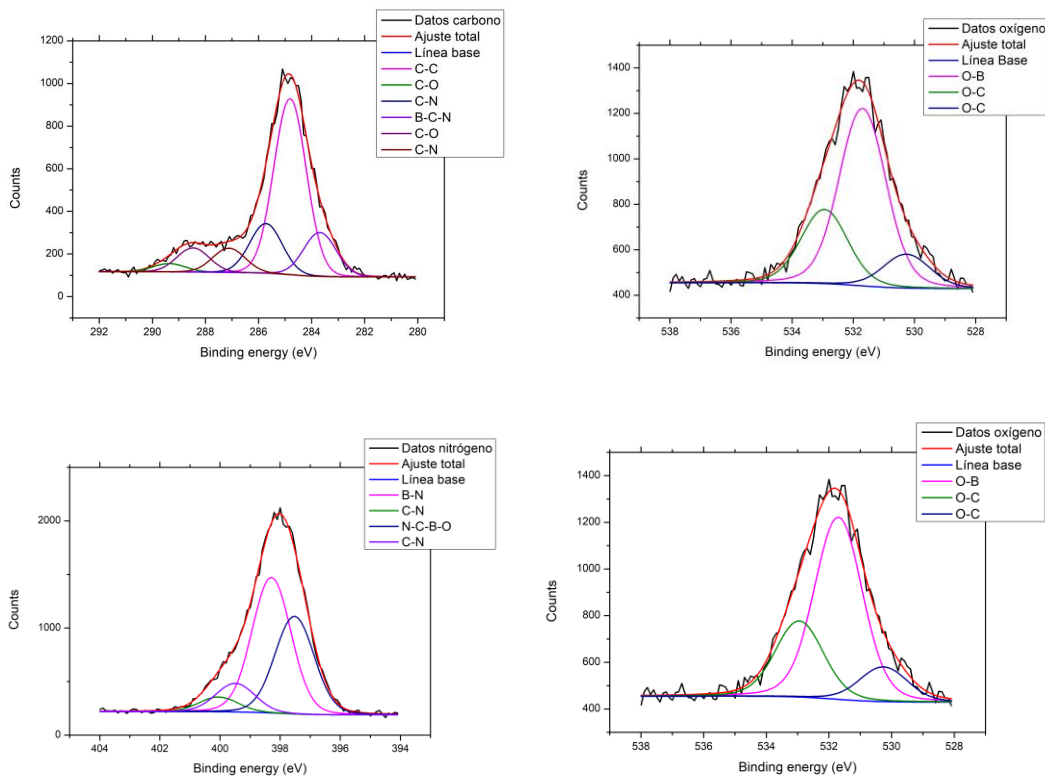 Datos carbono
Ajuste total
Línea base
C-C
C-O
C-N
B-C-N
C-O
C-N
1200
1000
800
600
400
200
0
Counts
292 290 288 286 284 282 280
Binding energy (eV)
Datos oxígeno
Ajuste total
Línea Base
O-B
O-C
O-C
1400
1200
1000
800
600
400
Counts
538 536 534 532 530 528
Binding energy (eV)
Datos nitrógeno
Ajuste total
Línea base
B-N
C-N
N-C-B-O
C-N
2000
1000
0
Counts
404 402 400 398 396 394
Binding energy (eV)
Datos oxígeno
Ajuste total
Línea base
O-B
O-C
O-C
1400
1200
1000
800
600
400
Counts
538 536 534 532 530 528
Binding energy (eV)